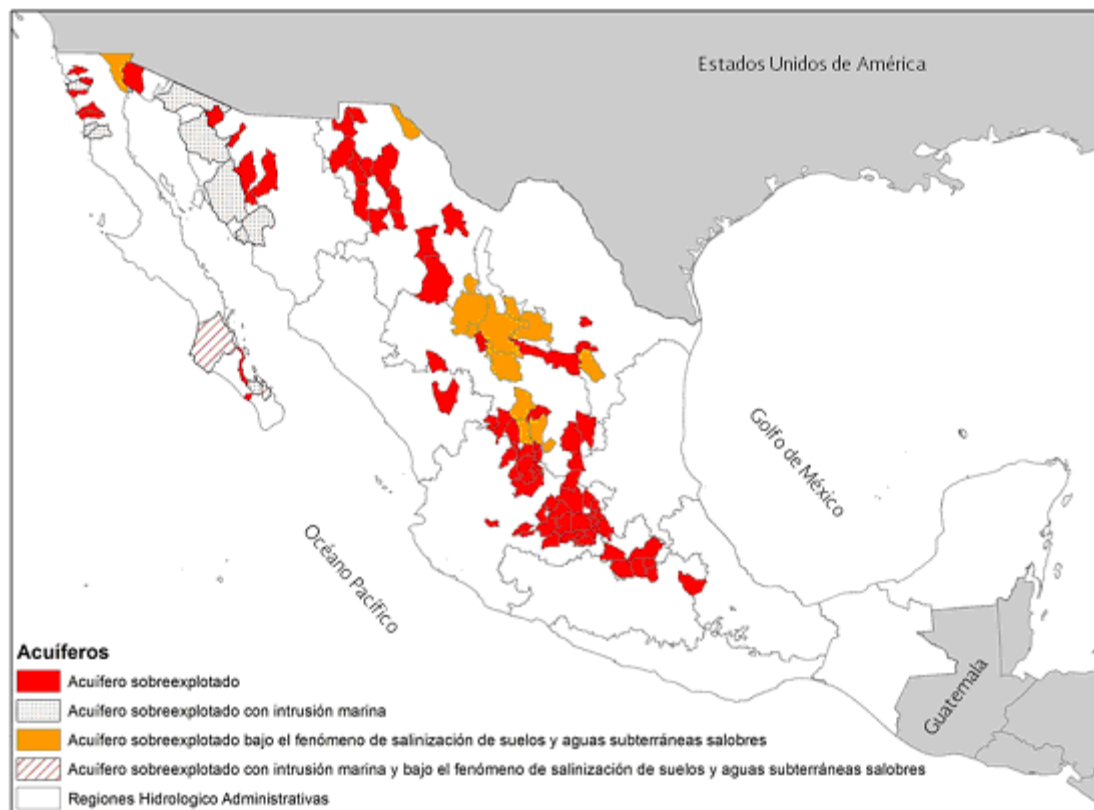 Estados Unidos de América
Golfo de México
Océano Pacífico
Guatemala
Acuíferos
Acuífero sobreexplotado
Acuífero sobreexplotado con intrusión marina
Acuífero sobreexplotado bajo el fenómeno de salinización de suelos y aguas subterráneas salobres
Acuífero sobreexplotado con intrusión marina y bajo el fenómeno de salinización de suelos y aguas subterráneas salobres
Regiones Hidrologico Administrativas